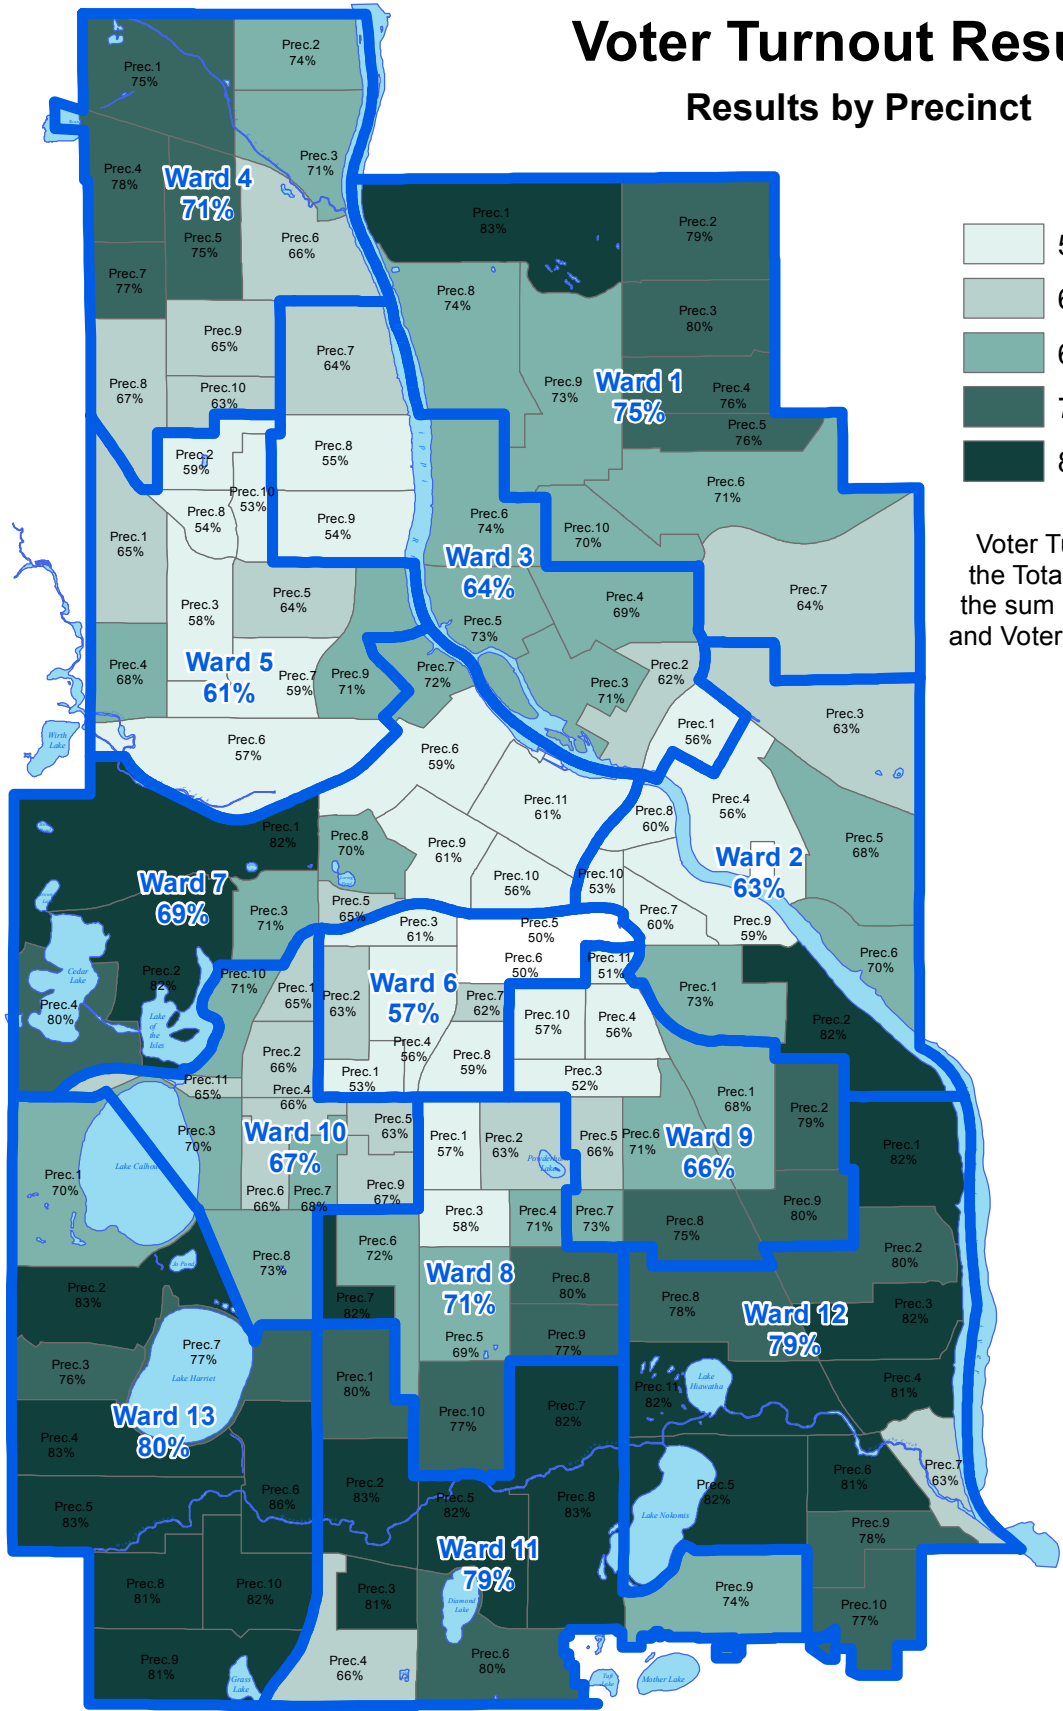 Voter Turnout Resu
Results by Precinct
Prec.1
75%
Prec.2
74%
Prec.3
71%
Prec.4
78%
Ward 4
71%
Prec.5
75%
Prec.6
66%
Prec.7
77%
Prec.9
65%
Prec.8
67%
Prec.10
63%
Prec.1
83%
Prec.2
79%
Prec.8
74%
Prec.3
80%
Prec.9
73%
Ward 1
75%
Prec.4
76%
Prec.5
76%
Prec.6
71%
Prec.10
70%
Prec.7
64%
Voter Tu
the Tota
the sum
and Voter
Prec.7
64%
Prec.8
55%
Prec.9
54%
Prec.6
74%
Ward 3
64%
Prec.4
69%
Prec.5
73%
Prec.3
71%
Prec.2
62%
Prec.1
56%
Prec.2
59%
Prec.10
53%
Prec.8
54%
Prec.1
65%
Prec.3
58%
Prec.5
64%
Prec.4
68%
Ward 5
61%
Prec.7
59%
Prec.9
71%
Prec.6
57%
Wirth
Lake
Prec.7
72%
Prec.6
59%
Prec.11
61%
Prec.8
70%
Prec.9
61%
Prec.10
56%
Prec.5
65%
Prec.1
82%
Ward 7
69%
Prec.3
71%
Prec.2
82%
Prec.4
80%
Cedar
Lake
Lake
of
the
Isles
Prec.3
63%
Prec.4
56%
Prec.8
60%
Prec.5
68%
Ward 2
63%
Prec.10
53%
Prec.7
60%
Prec.9
59%
Prec.6
70%
Prec.1
73%
Prec.2
82%
Prec.3
61%
Prec.5
50%
Prec.6
50%
Prec.11
51%
Ward 6
57%
Prec.2
63%
Prec.7
62%
Prec.10
57%
Prec.4
56%
Prec.4
56%
Prec.8
59%
Prec.1
53%
Prec.3
52%
Prec.10
71%
Prec.1
65%
Prec.2
66%
Prec.11
65%
Prec.4
66%
Prec.3
70%
Ward 10
67%
Prec.5
63%
Prec.6
66%
Prec.7
68%
Prec.9
67%
Prec.8
73%
Prec.1
68%
Prec.2
79%
Prec.5
66%
Prec.6
71%
Ward 9
66%
Prec.7
73%
Prec.8
75%
Prec.9
80%
Prec.1
57%
Prec.2
63%
Powderhorn
Lake
Prec.3
58%
Prec.4
71%
Prec.6
72%
Ward 8
71%
Prec.7
82%
Prec.8
80%
Prec.5
69%
Prec.9
77%
Prec.10
77%
Prec.1
82%
Prec.2
80%
Prec.8
78%
Ward 12
79%
Prec.3
82%
Prec.4
81%
Lake
Hiawatha
Prec.11
82%
Prec.7
63%
Prec.5
82%
Prec.6
81%
Lake Nokomis
Prec.9
78%
Prec.10
77%
Prec.1
70%
Lake Calhoun
Jo Pond
Prec.2
83%
Prec.7
77%
Prec.3
76%
Lake Harriet
Ward 13
80%
Prec.4
83%
Prec.5
83%
Prec.6
86%
Prec.8
81%
Prec.10
82%
Prec.9
81%
Grass
Lake
Prec.1
80%
Prec.2
83%
Prec.5
82%
Prec.7
82%
Prec.8
83%
Ward 11
79%
Prec.3
81%
Diamond
Lake
Prec.9
74%
Prec.4
66%
Prec.6
80%
Taft
Lake
Mother Lake